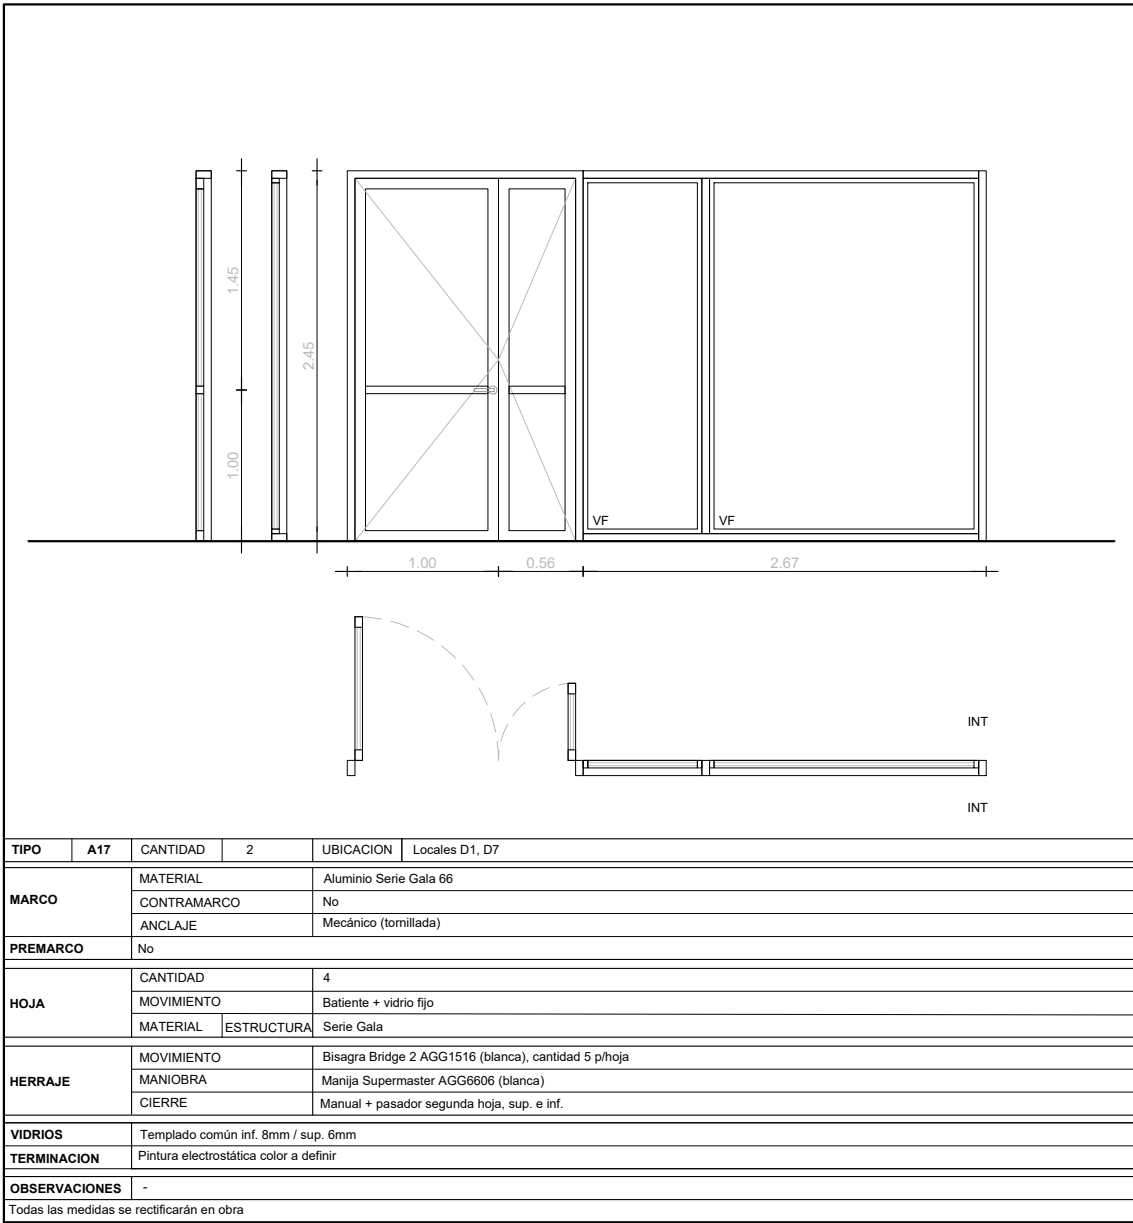 1.45
2.45
1.00
VF
VF
1.00
0.56
2.67
INT
INT
TIPO A17 CANTIDAD 2 UBICACION Locales D1, D7
MARCO
MATERIAL Aluminio Serie Gala 66
CONTRAMARCO No
ANCLAJE Mecánico (tornillada)
PREMARCO No
HOJA
CANTIDAD 4
MOVIMIENTO Batiente + vidrio fijo
MATERIAL ESTRUCTURA Serie Gala
HERRAJE
MOVIMIENTO Bisagra Bridge 2 AGG1516 (blanca), cantidad 5 p/hoja
MANIOBRA Manija Supermaster AGG6606 (blanca)
CIERRE Manual + pasador segunda hoja, sup. e inf.
VIDRIOS Templado común inf. 8mm / sup. 6mm
TERMINACION Pintura electrostática color a definir
OBSERVACIONES -
Todas las medidas se rectificarán en obra